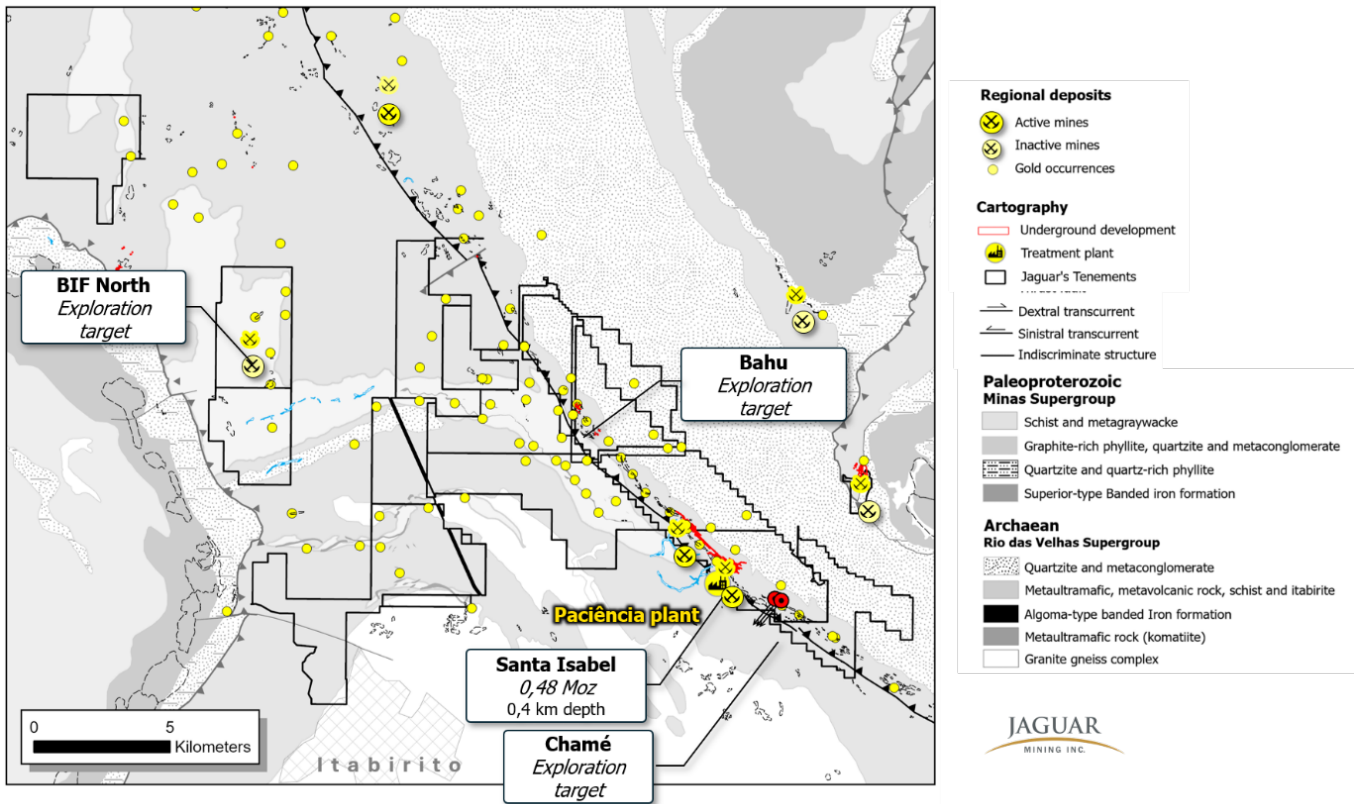 BIF North
Exploration
target
Bahu
Exploration
target
Paciência plant
Santa Isabel
0,48 Moz
0,4 km depth
Chamé
Exploration
target
0 5
Kilometers
Itabirito
Regional deposits
Active mines
Inactive mines
Gold occurrences
Cartography
Underground development
Treatment plant
Jaguar's Tenements
Dextral transcurrent
Sinistral transcurrent
Indiscriminate structure
Paleoproterozoic
Minas Supergroup
Schist and metagraywacke
Graphite-rich phyllite, quartzite and metaconglomerate
Quartzite and quartz-rich phyllite
Superior-type Banded iron formation
Archaean
Rio das Velhas Supergroup
Quartzite and metaconglomerate
Metaultramafic, metavolcanic rock, schist and itabirite
Algoma-type banded Iron formation
Metaultramafic rock (komatiite)
Granite gneiss complex
JAGUAR
MINING INC.